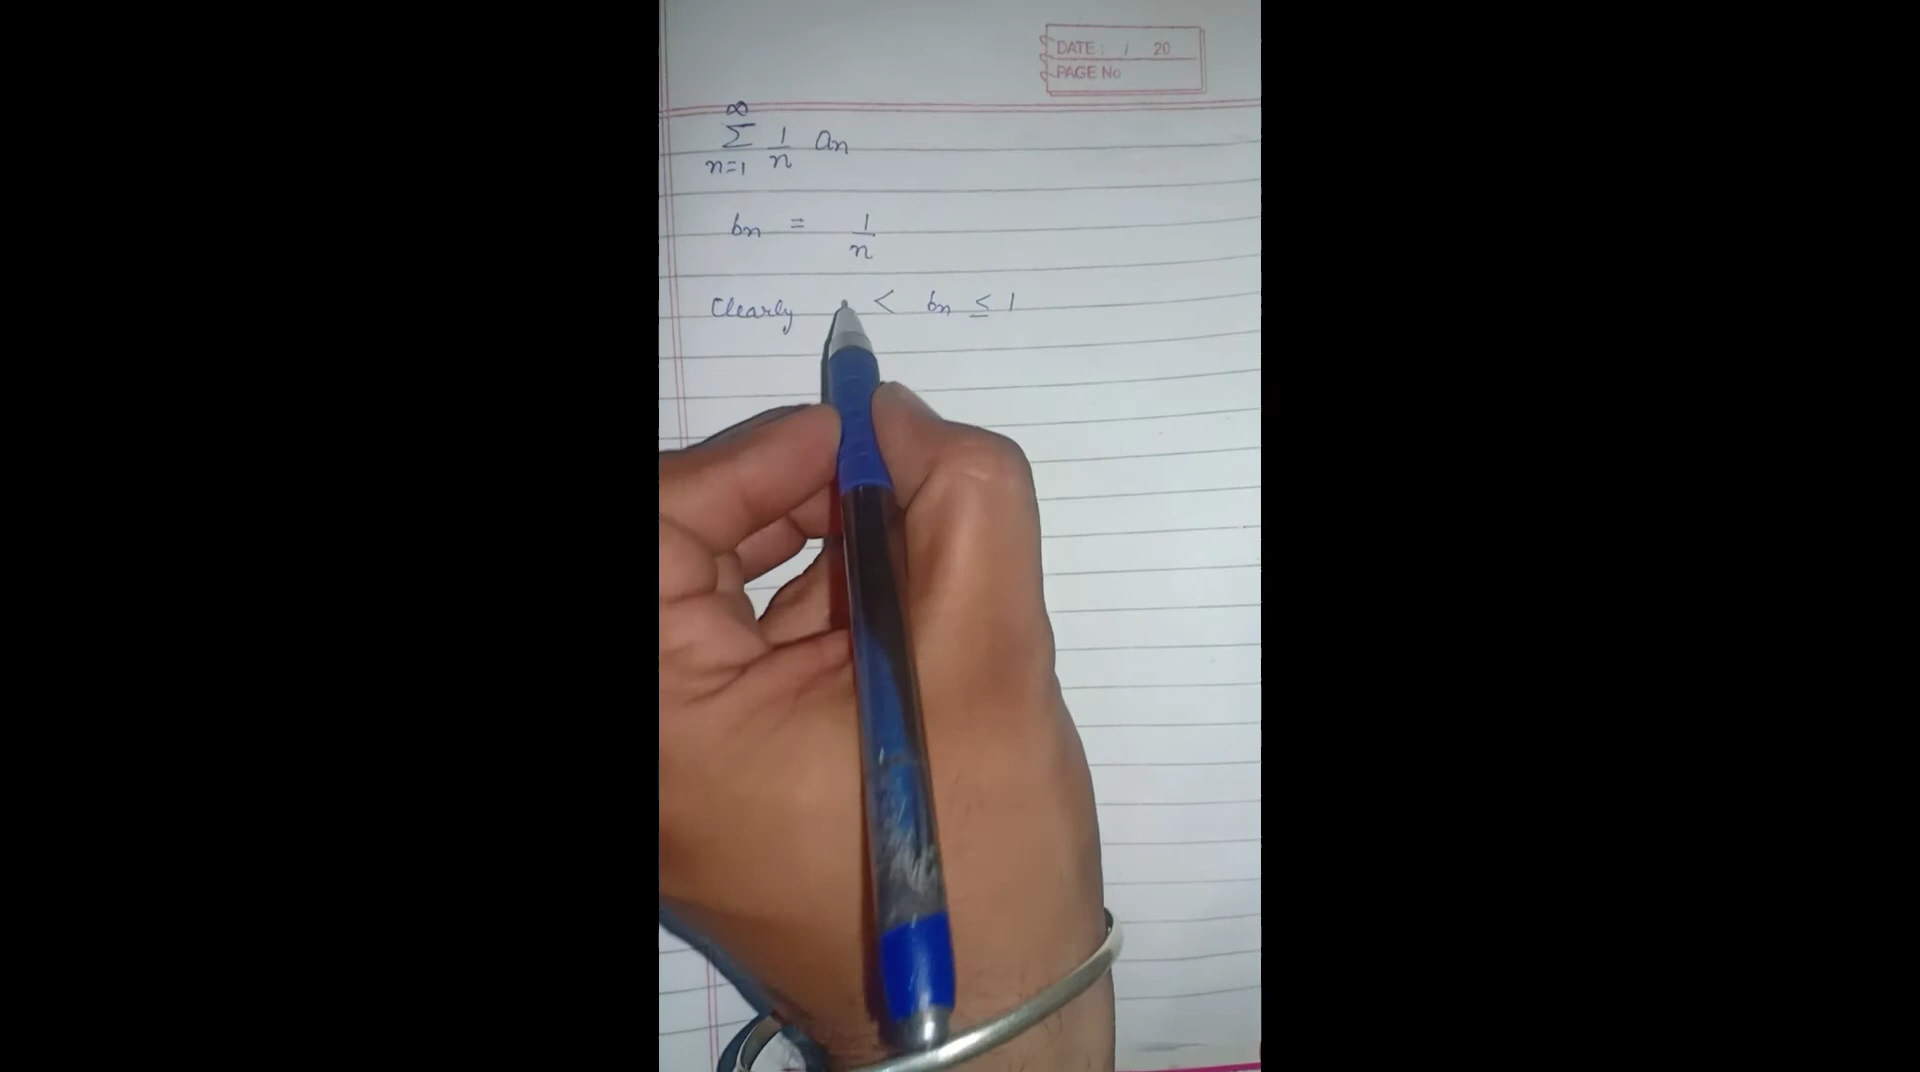 DATE: / 20
PAGE No
∞
Σ 1/n an
n=1
bn = 1/n
Clearly < bn ≤ 1